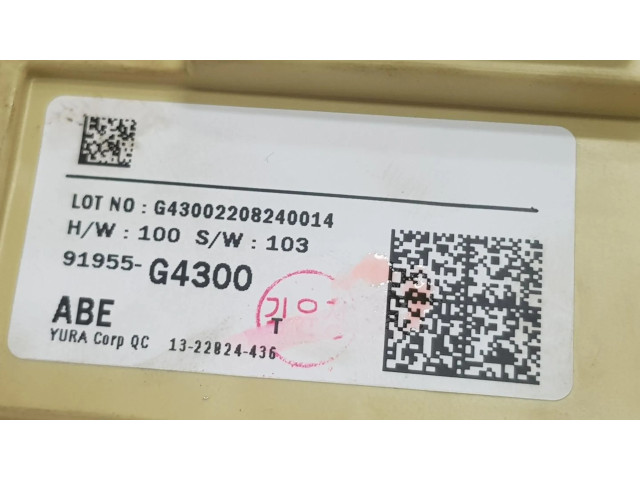 LOT NO : G43002208240014
H/W : 100 S/W : 103
91955-G4300
ABE
T
YURA Corp QC 13-22824-436